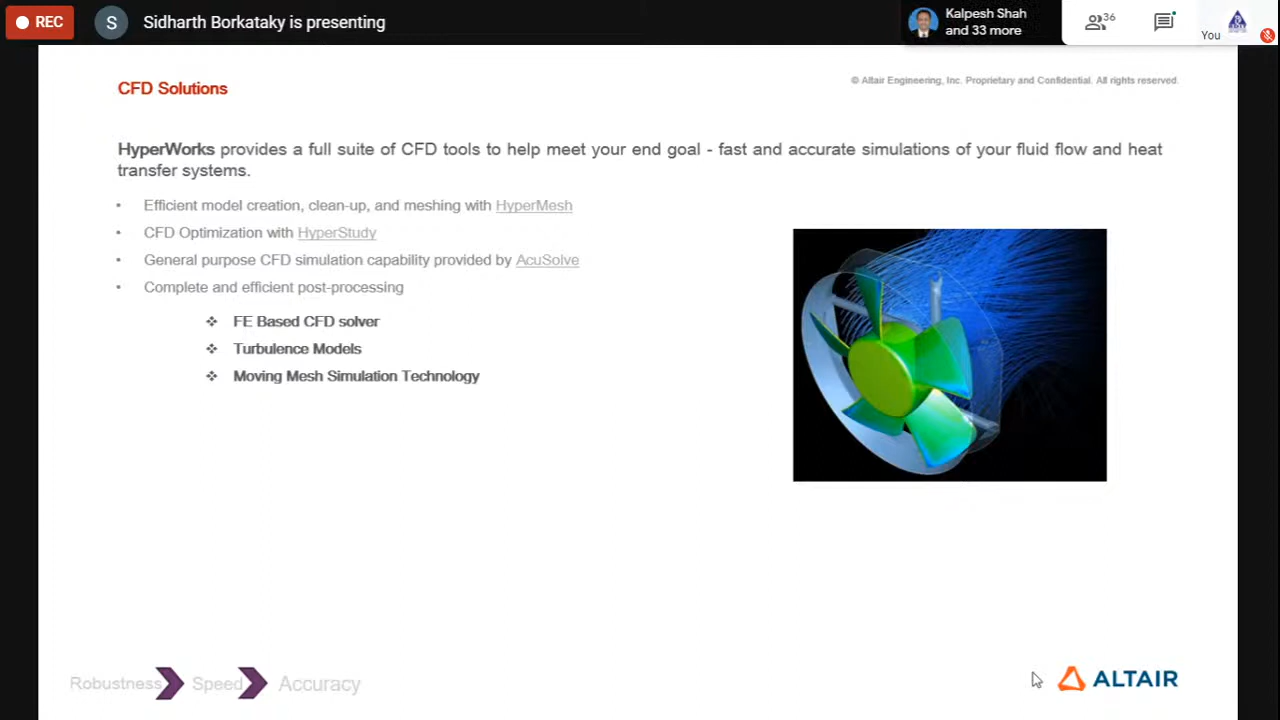 REC
S
Sidharth Borkataky is presenting
Kalpesh Shah
and 33 more
36
You
CFD Solutions
© Altair Engineering, Inc. Proprietary and Confidential. All rights reserved.
HyperWorks provides a full suite of CFD tools to help meet your end goal - fast and accurate simulations of your fluid flow and heat
transfer systems.
• Efficient model creation, clean-up, and meshing with HyperMesh
• CFD Optimization with HyperStudy
• General purpose CFD simulation capability provided by AcuSolve
• Complete and efficient post-processing
❖ FE Based CFD solver
❖ Turbulence Models
❖ Moving Mesh Simulation Technology
Robustness Speed Accuracy
ALTAIR